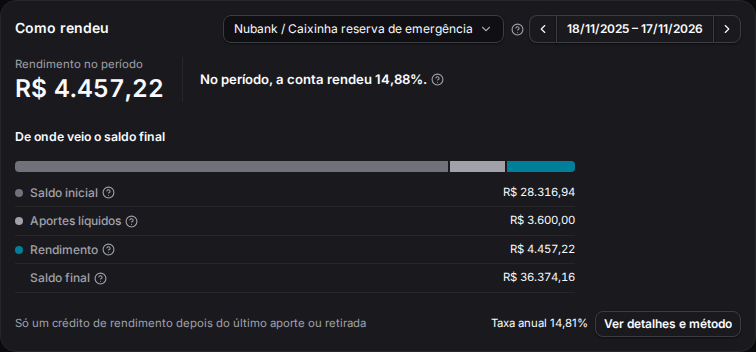 Como rendeu
Nubank / Caixinha reserva de emergência
18/11/2025 – 17/11/2026
Rendimento no período
R$ 4.457,22
No período, a conta rendeu 14,88%.
De onde veio o saldo final
Saldo inicial R$ 28.316,94
Aportes líquidos R$ 3.600,00
Rendimento R$ 4.457,22
Saldo final R$ 36.374,16
Só um crédito de rendimento depois do último aporte ou retirada
Taxa anual 14,81%
Ver detalhes e método